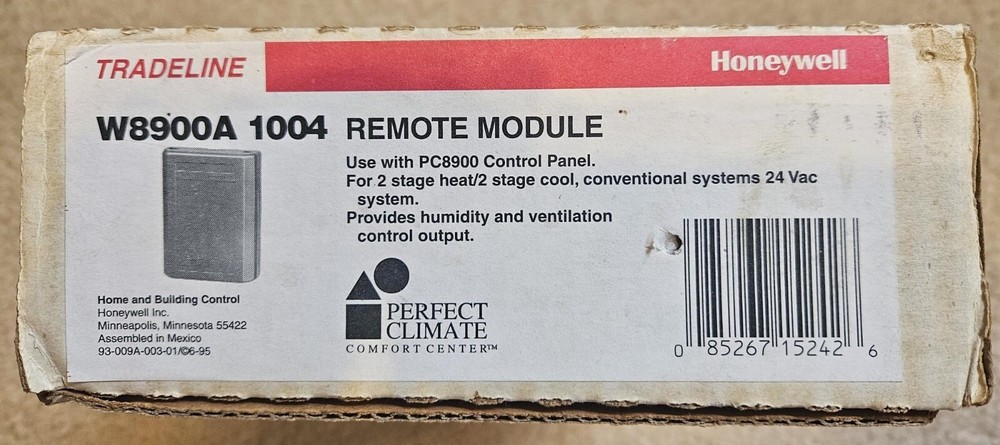 TRADELINE
Honeywell
W8900A 1004 REMOTE MODULE
Use with PC8900 Control Panel.
For 2 stage heat/2 stage cool, conventional systems 24 Vac
system.
Provides humidity and ventilation
control output.
PERFECT
CLIMATE
COMFORT CENTER™
Home and Building Control
Honeywell Inc.
Minneapolis, Minnesota 55422
Assembled in Mexico
93-009A-003-01/©6-95
0 85267 15242 6